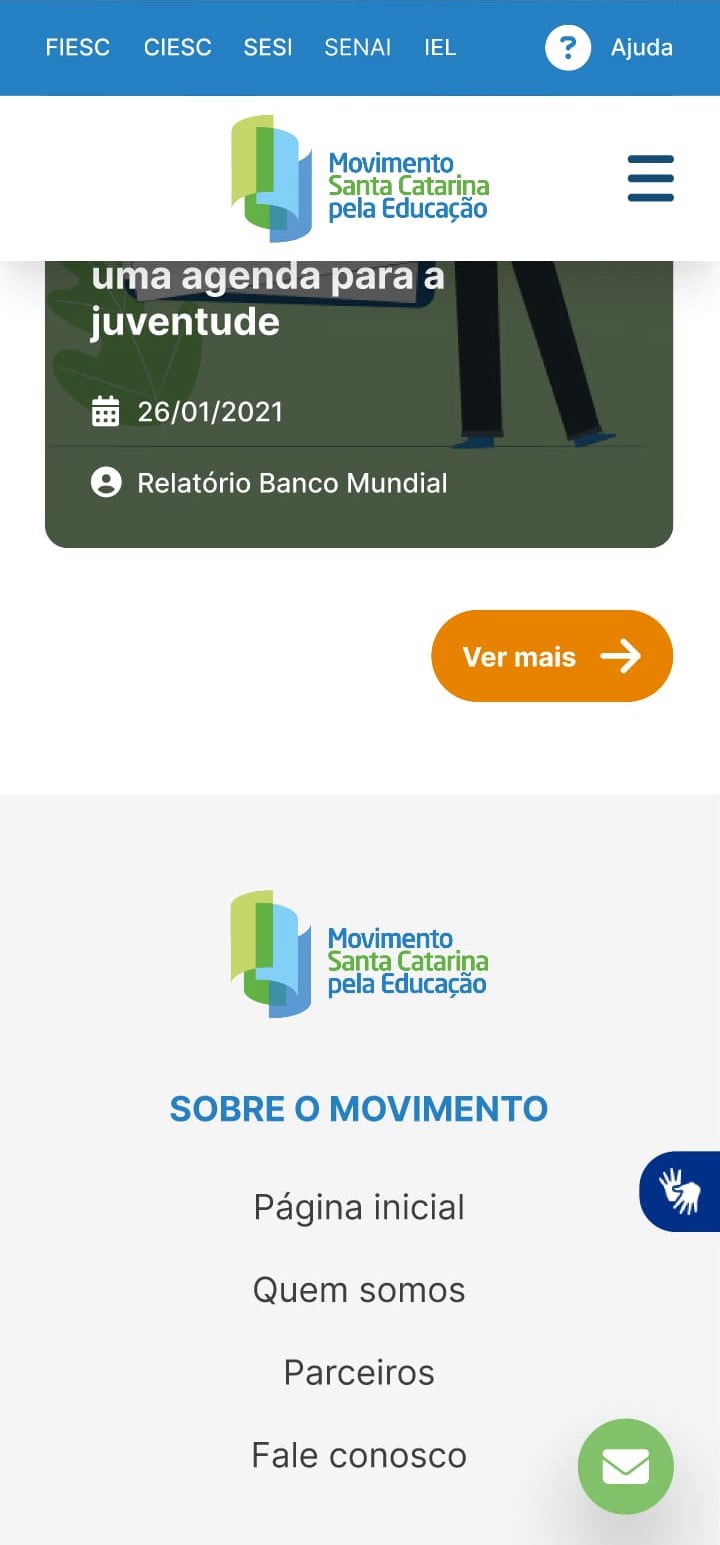 FIESC CIESC SESI SENAI IEL ? Ajuda
Movimento
Santa Catarina
pela Educação
uma agenda para a
juventude
26/01/2021
Relatório Banco Mundial
Ver mais
Movimento
Santa Catarina
pela Educação
SOBRE O MOVIMENTO
Página inicial
Quem somos
Parceiros
Fale conosco